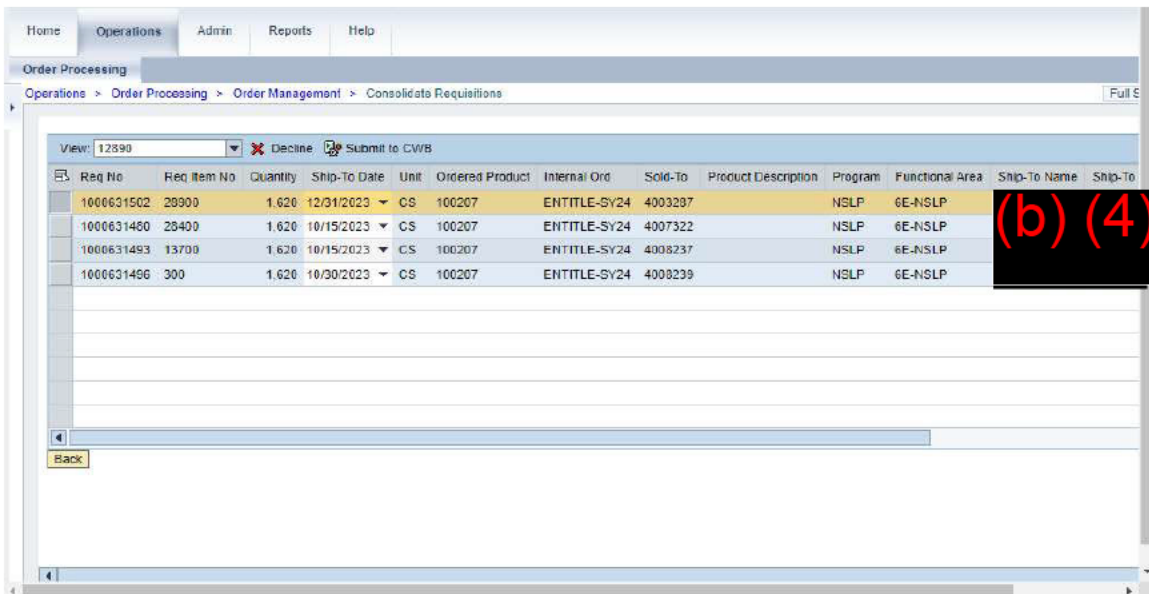 Home Operations Admin Reports Help
Order Processing
Operations > Order Processing > Order Management > Consolidate Requisitions Full S
View: 12890 Decline Submit to CWB
Req No Req Item No Quantity Ship-To Date Unit Ordered Product Internal Ord Sold-To Product Description Program Functional Area Ship-To Name Ship-To
1000631502 28900 1,620 12/31/2023 CS 100207 ENTITLE-SY24 4003287 NSLP 6E-NSLP (b) (4)
1000631480 28400 1,620 10/15/2023 CS 100207 ENTITLE-SY24 4007322 NSLP 6E-NSLP
1000631493 13700 1,620 10/15/2023 CS 100207 ENTITLE-SY24 4008237 NSLP 6E-NSLP
1000631496 300 1,620 10/30/2023 CS 100207 ENTITLE-SY24 4008239 NSLP 6E-NSLP
Back